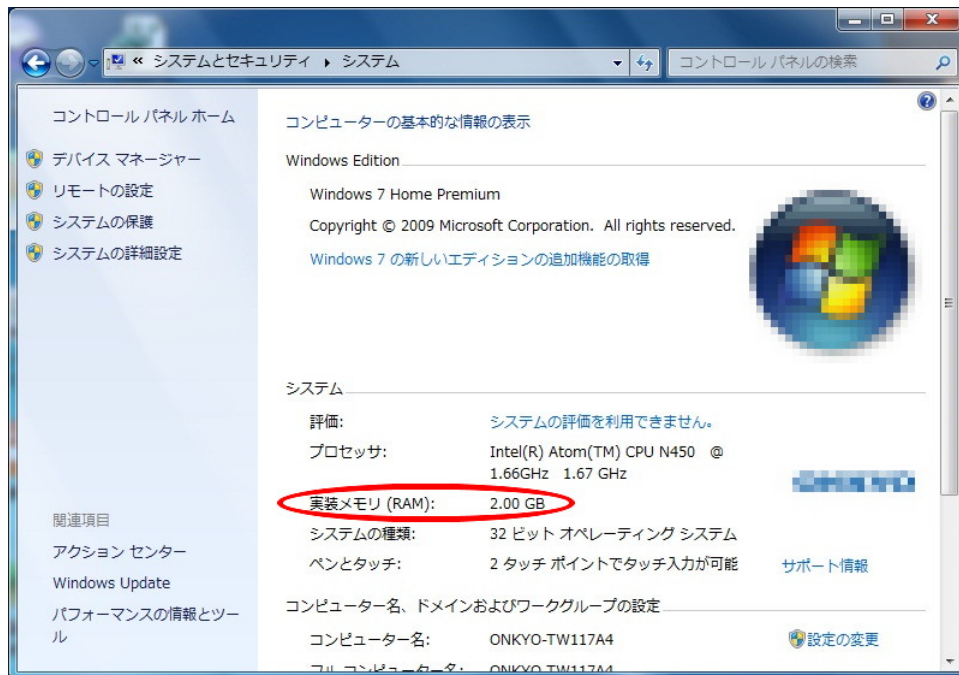 « システムとセキュリティ ▸ システム
コントロール パネルの検索
コントロール パネル ホーム
デバイス マネージャー
リモートの設定
システムの保護
システムの詳細設定
関連項目
アクション センター
Windows Update
パフォーマンスの情報とツー
ル
コンピューターの基本的な情報の表示
Windows Edition
Windows 7 Home Premium
Copyright © 2009 Microsoft Corporation. All rights reserved.
Windows 7 の新しいエディションの追加機能の取得
システム
評価: システムの評価を利用できません。
プロセッサ: Intel(R) Atom(TM) CPU N450 @
1.66GHz 1.67 GHz
実装メモリ (RAM): 2.00 GB
システムの種類: 32 ビット オペレーティング システム
ペンとタッチ: 2 タッチ ポイントでタッチ入力が可能
サポート情報
コンピューター名、ドメインおよびワークグループの設定
コンピューター名: ONKYO-TW117A4
設定の変更
フル コンピューター名: ONKYO-TW117A4